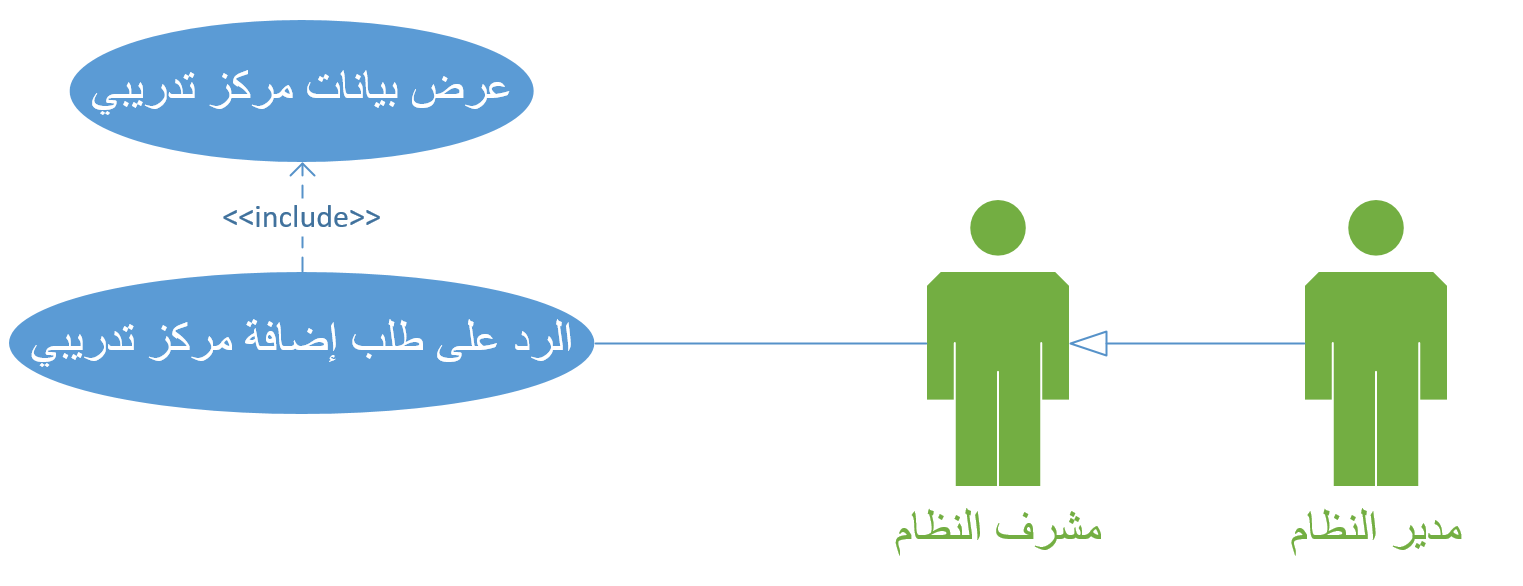 عرض بيانات مركز تدريبي
<<include>>
الرد على طلب إضافة مركز تدريبي
مشرف النظام
مدير النظام